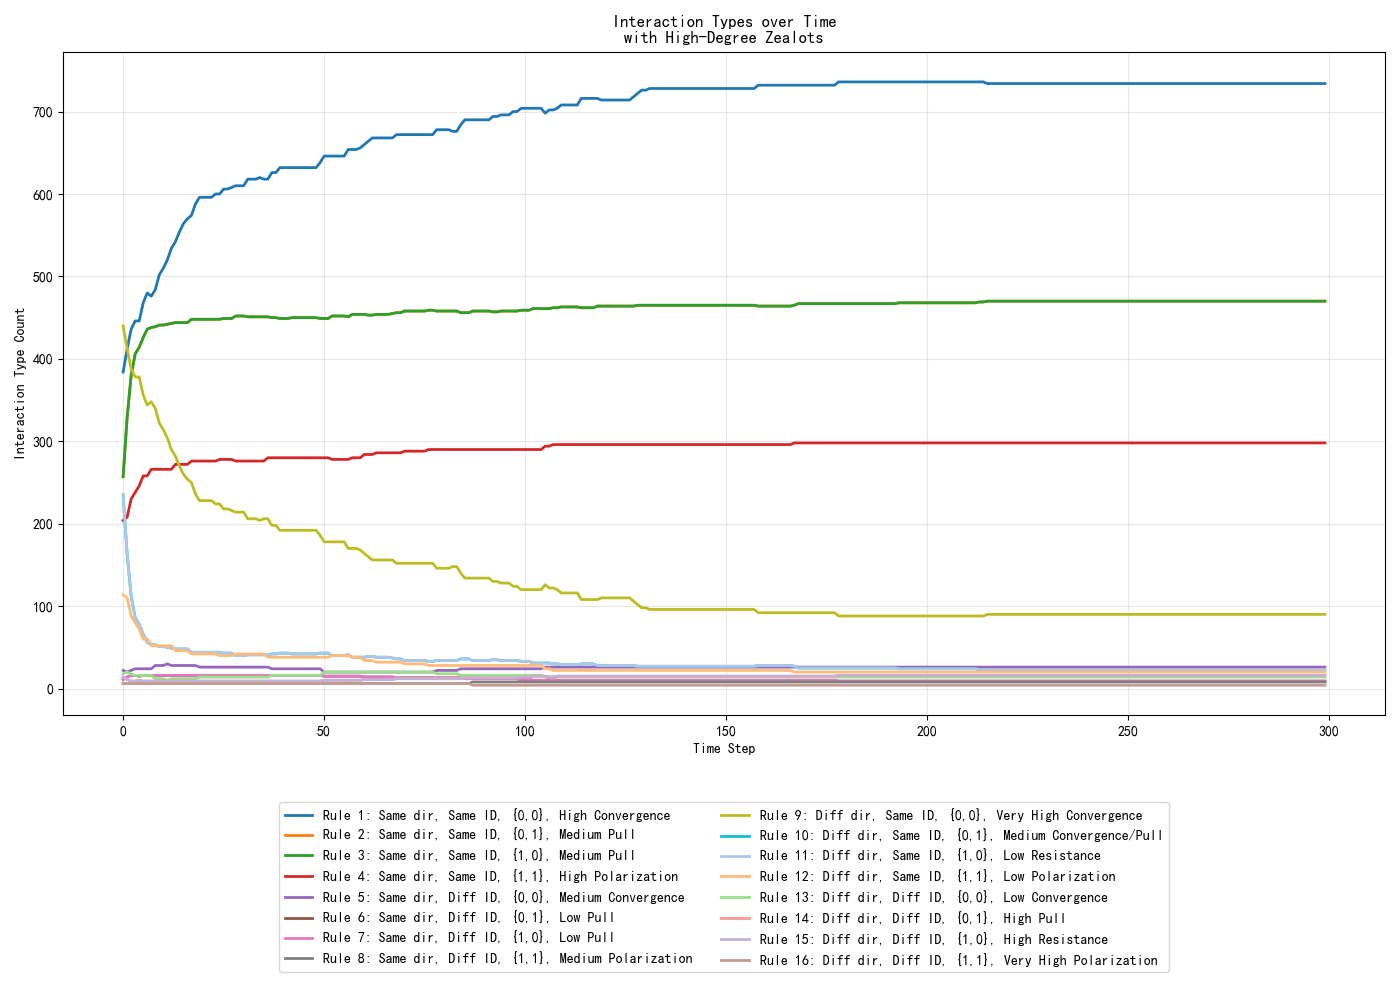 Interaction Types over Time
with High-Degree Zealots
Interaction Type Count
700
600
500
400
300
200
100
0
0
50
100
150
200
250
300
Time Step
Rule 1: Same dir, Same ID, {0,0}, High Convergence
Rule 2: Same dir, Same ID, {0,1}, Medium Pull
Rule 3: Same dir, Same ID, {1,0}, Medium Pull
Rule 4: Same dir, Same ID, {1,1}, High Polarization
Rule 5: Same dir, Diff ID, {0,0}, Medium Convergence
Rule 6: Same dir, Diff ID, {0,1}, Low Pull
Rule 7: Same dir, Diff ID, {1,0}, Low Pull
Rule 8: Same dir, Diff ID, {1,1}, Medium Polarization
Rule 9: Diff dir, Same ID, {0,0}, Very High Convergence
Rule 10: Diff dir, Same ID, {0,1}, Medium Convergence/Pull
Rule 11: Diff dir, Same ID, {1,0}, Low Resistance
Rule 12: Diff dir, Same ID, {1,1}, Low Polarization
Rule 13: Diff dir, Diff ID, {0,0}, Low Convergence
Rule 14: Diff dir, Diff ID, {0,1}, High Pull
Rule 15: Diff dir, Diff ID, {1,0}, High Resistance
Rule 16: Diff dir, Diff ID, {1,1}, Very High Polarization